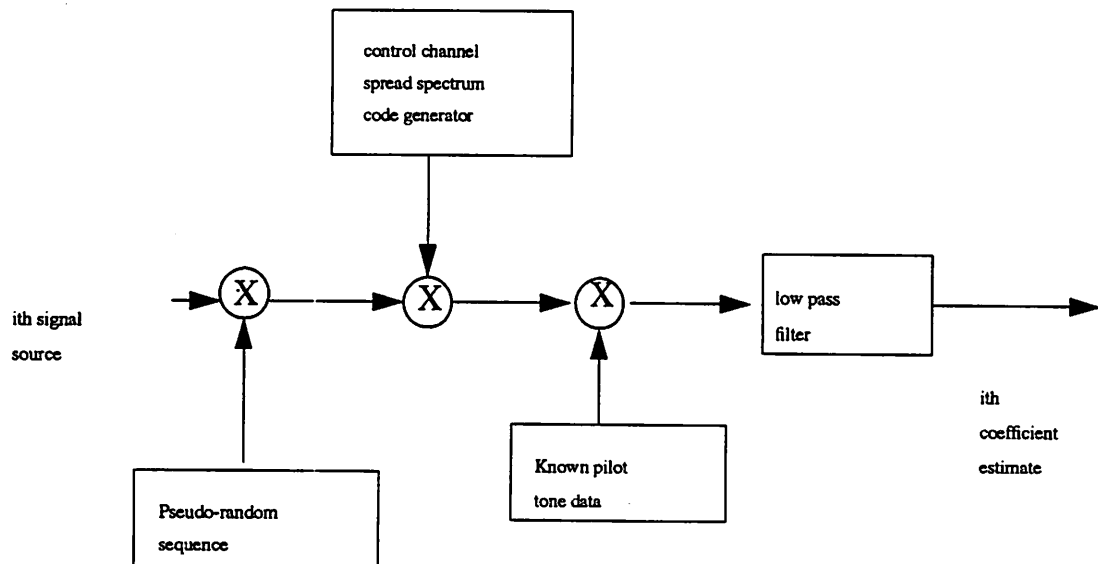 control channel
spread spectrum
code generator
X
X
X
ith signal
source
low pass
filter
ith
coefficient
estimate
Known pilot
tone data
Pseudo-random
sequence